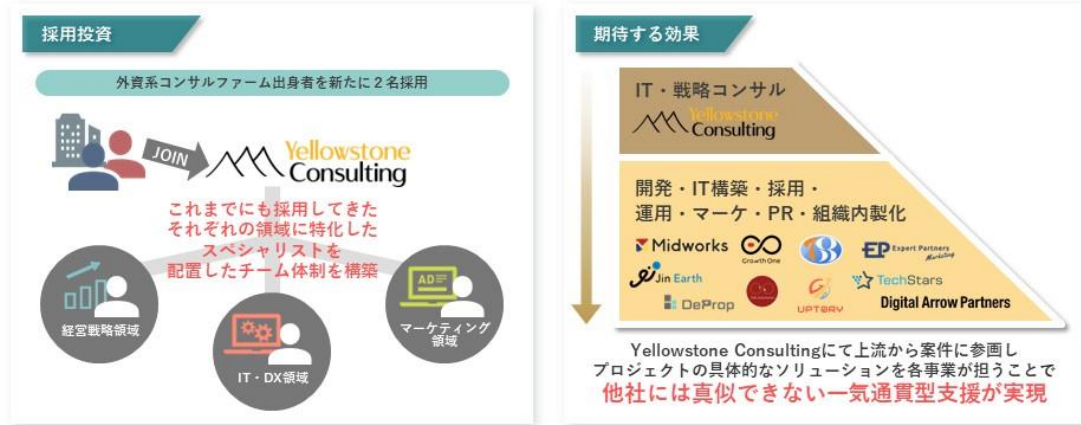 採用投資
外資系コンサルファーム出身者を新たに2名採用
JOIN
Yellowstone
Consulting
これまでにも採用してきた
それぞれの領域に特化した
スペシャリストを
配置したチーム体制を構築
経営戦略領域
IT・DX領域
AD
マーケティング
領域
期待する効果
IT・戦略コンサル
Yellowstone
Consulting
開発・IT構築・採用・
運用・マーケ・PR・組織内製化
Midworks
Growth One
EP Expert Partners
Marketing
Jin Earth
TechStars
DeProp
UPTORY
Digital Arrow Partners
Yellowstone Consultingにて上流から案件に参画し
プロジェクトの具体的なソリューションを各事業が担うことで
他社には真似できない一気通貫型支援が実現